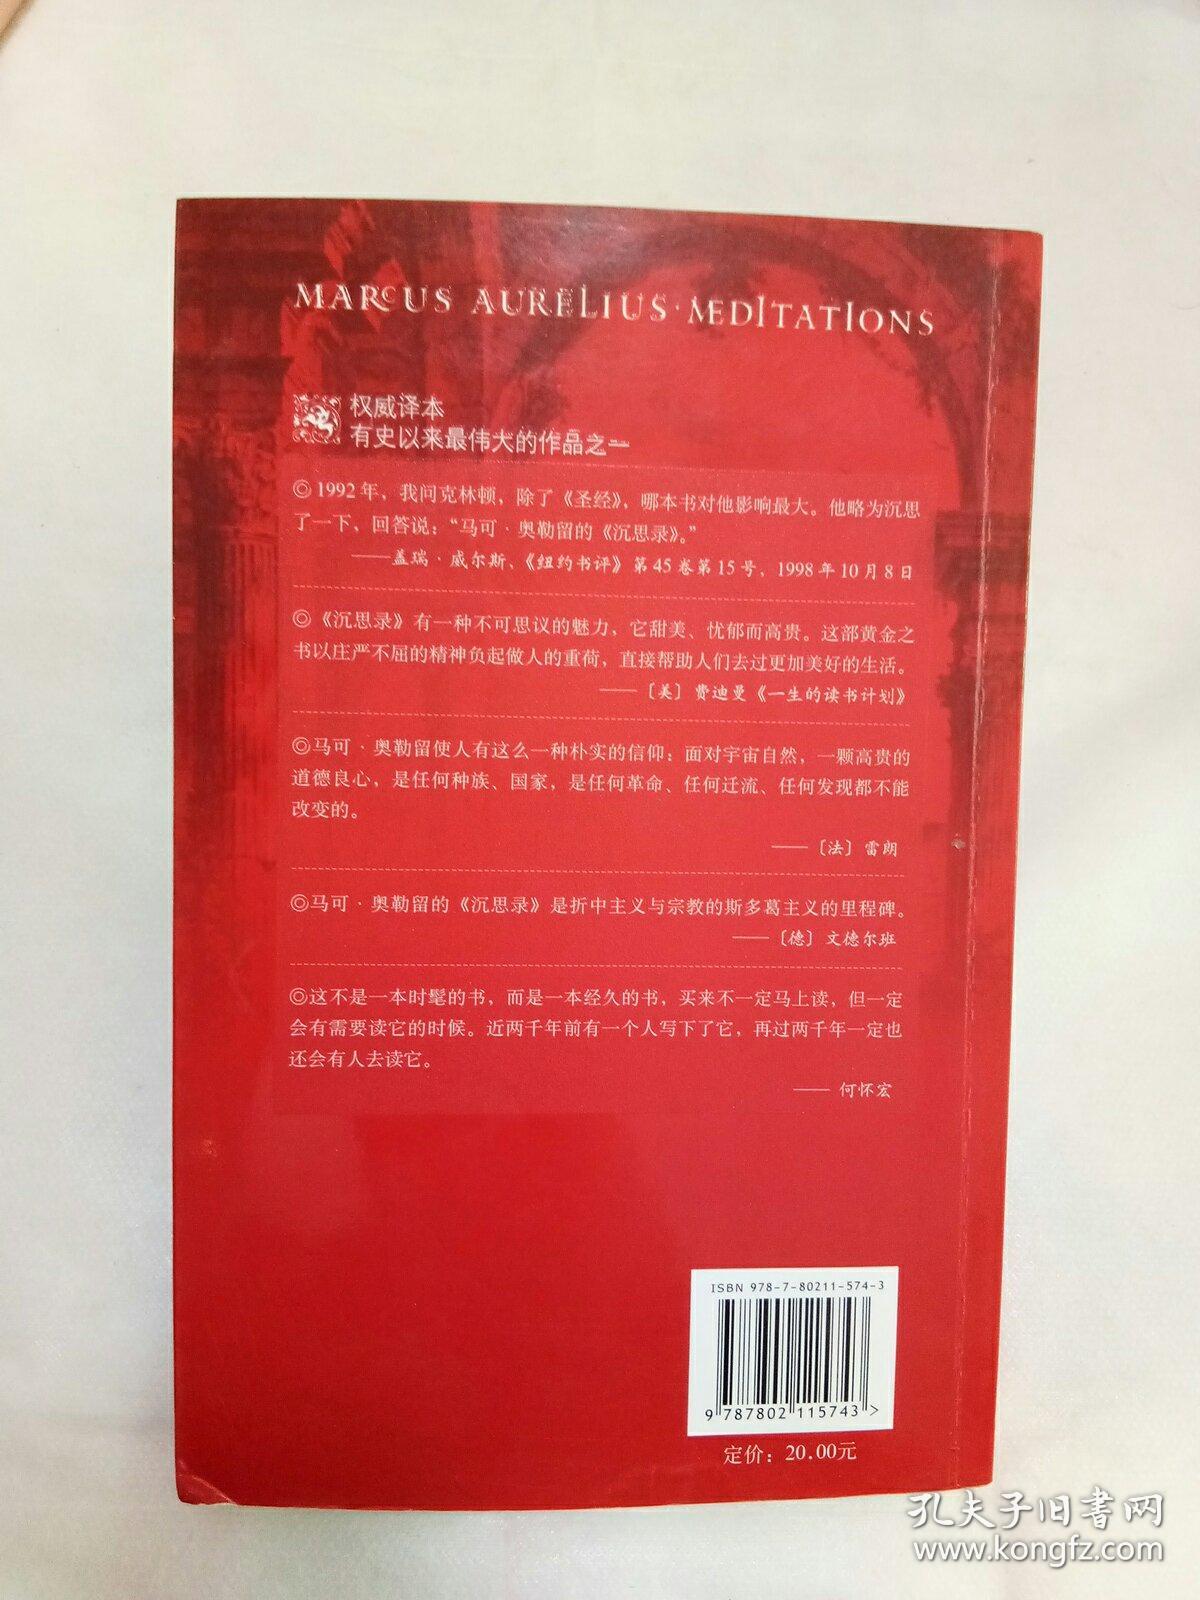 MARCUS AURELIUS·MEDITATIONS
权威译本
有史以来最伟大的作品之一
◎1992年，我问克林顿，除了《圣经》，哪本书对他影响最大。他略为沉思
了一下，回答说：“马可·奥勒留的《沉思录》。”
——盖瑞·威尔斯、《纽约书评》第45卷第15号，1998年10月8日
◎《沉思录》有一种不可思议的魅力，它甜美、忧郁而高贵。这部黄金之
书以庄严不屈的精神负起做人的重荷，直接帮助人们去过更加美好的生活。
——〔美〕费迪曼《一生的读书计划》
◎马可·奥勒留使人有这么一种朴实的信仰：面对宇宙自然，一颗高贵的
道德良心，是任何种族、国家，是任何革命、任何迁流、任何发现都不能
改变的。
——〔法〕雷朗
◎马可·奥勒留的《沉思录》是折中主义与宗教的斯多葛主义的里程碑。
——〔德〕文德尔班
◎这不是一本时髦的书，而是一本经久的书，买来不一定马上读，但一定
会有需要读它的时候。近两千年前有一个人写下了它，再过两千年一定也
还会有人去读它。
——何怀宏
ISBN 978-7-80211-574-3
9 787802 115743 >
定价：20.00元
孔夫子旧书网
www.kongfz.com